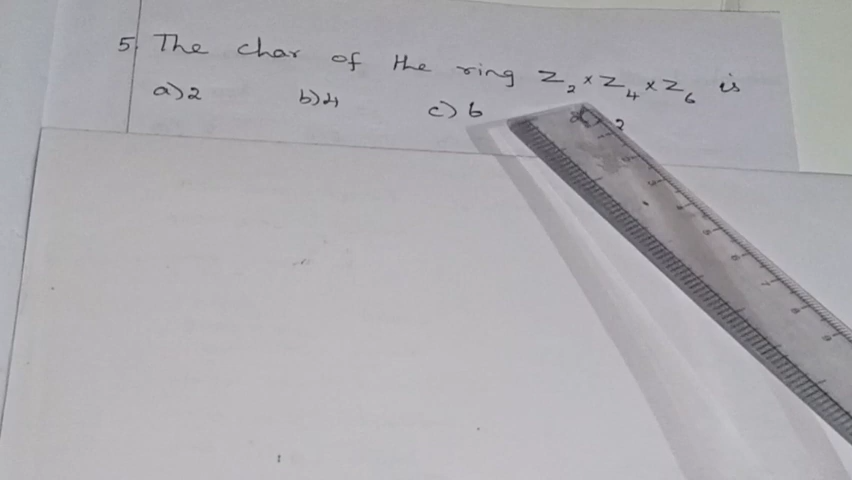 5 The char of the ring Z₂ × Z₄ × Z₆ is
a) 2 b) 4 c) 6